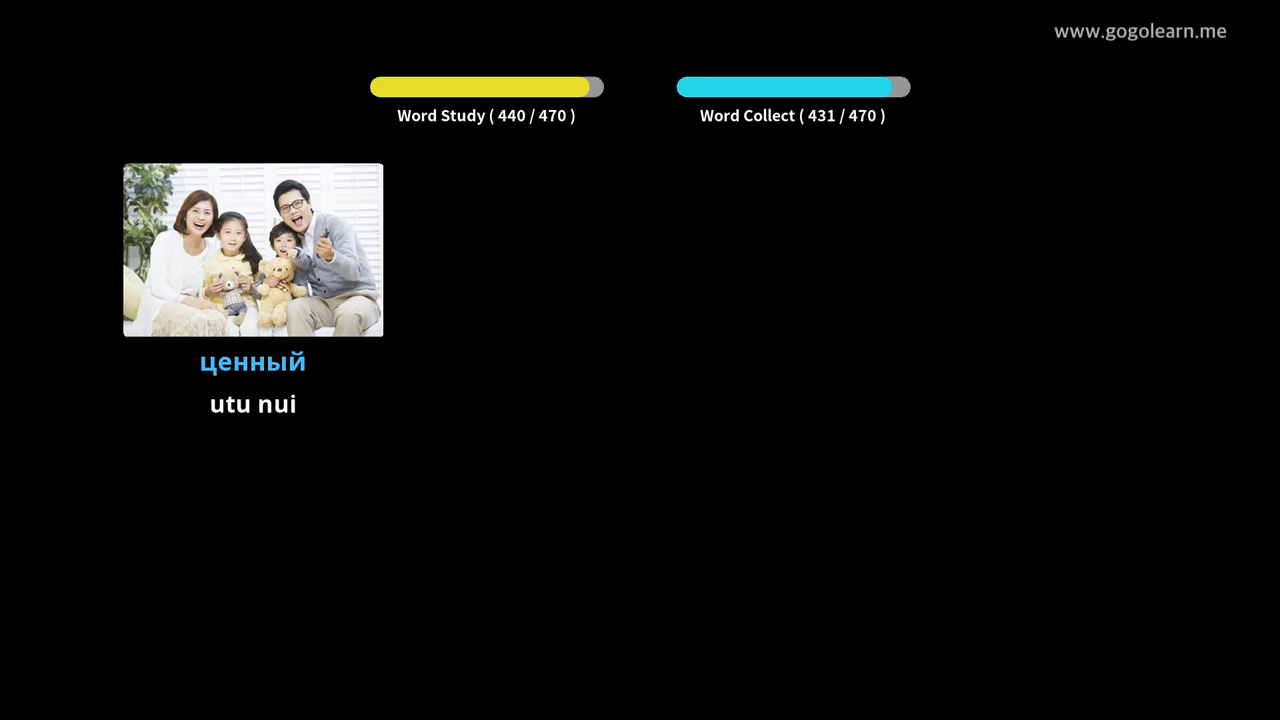 www.gogolearn.me
Word Study ( 440 / 470 )
Word Collect ( 431 / 470 )
ценный
utu nui